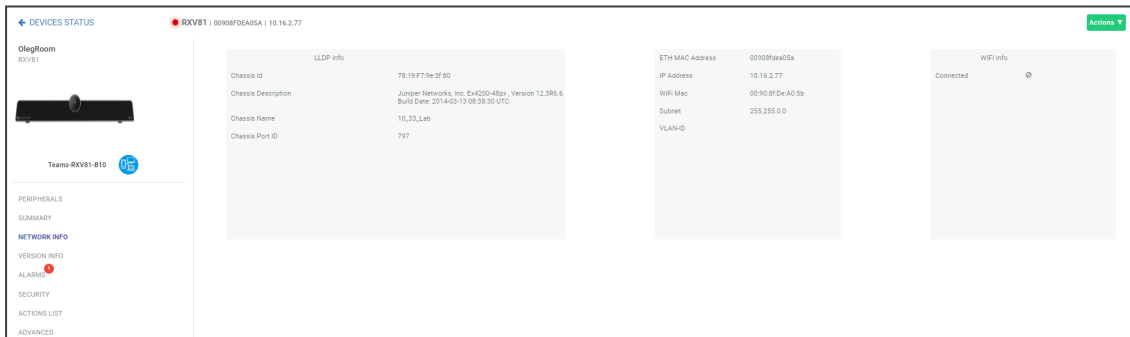 ← DEVICES STATUS
RXV81 | 00908FDEA05A | 10.16.2.77
Actions ▼
OlegRoom
RXV81
Teams-RXV81-B10
PERIPHERALS
SUMMARY
NETWORK INFO
VERSION INFO
ALARMS
SECURITY
ACTIONS LIST
ADVANCED
LLDP Info
Chassis Id 78:19:F7:9e:3f:80
Chassis Description Juniper Networks, Inc. Ex4200-48px , Version 12.3R6.6
Build Date: 2014-03-13 08:38:30 UTC
Chassis Name 10_33_Lab
Chassis Port ID 797
ETH MAC Address 00908fdea05a
IP Address 10.16.2.77
WiFi Mac 00:90:8f:De:A0:5b
Subnet 255.255.0.0
VLAN-ID
WiFi Info
Connected